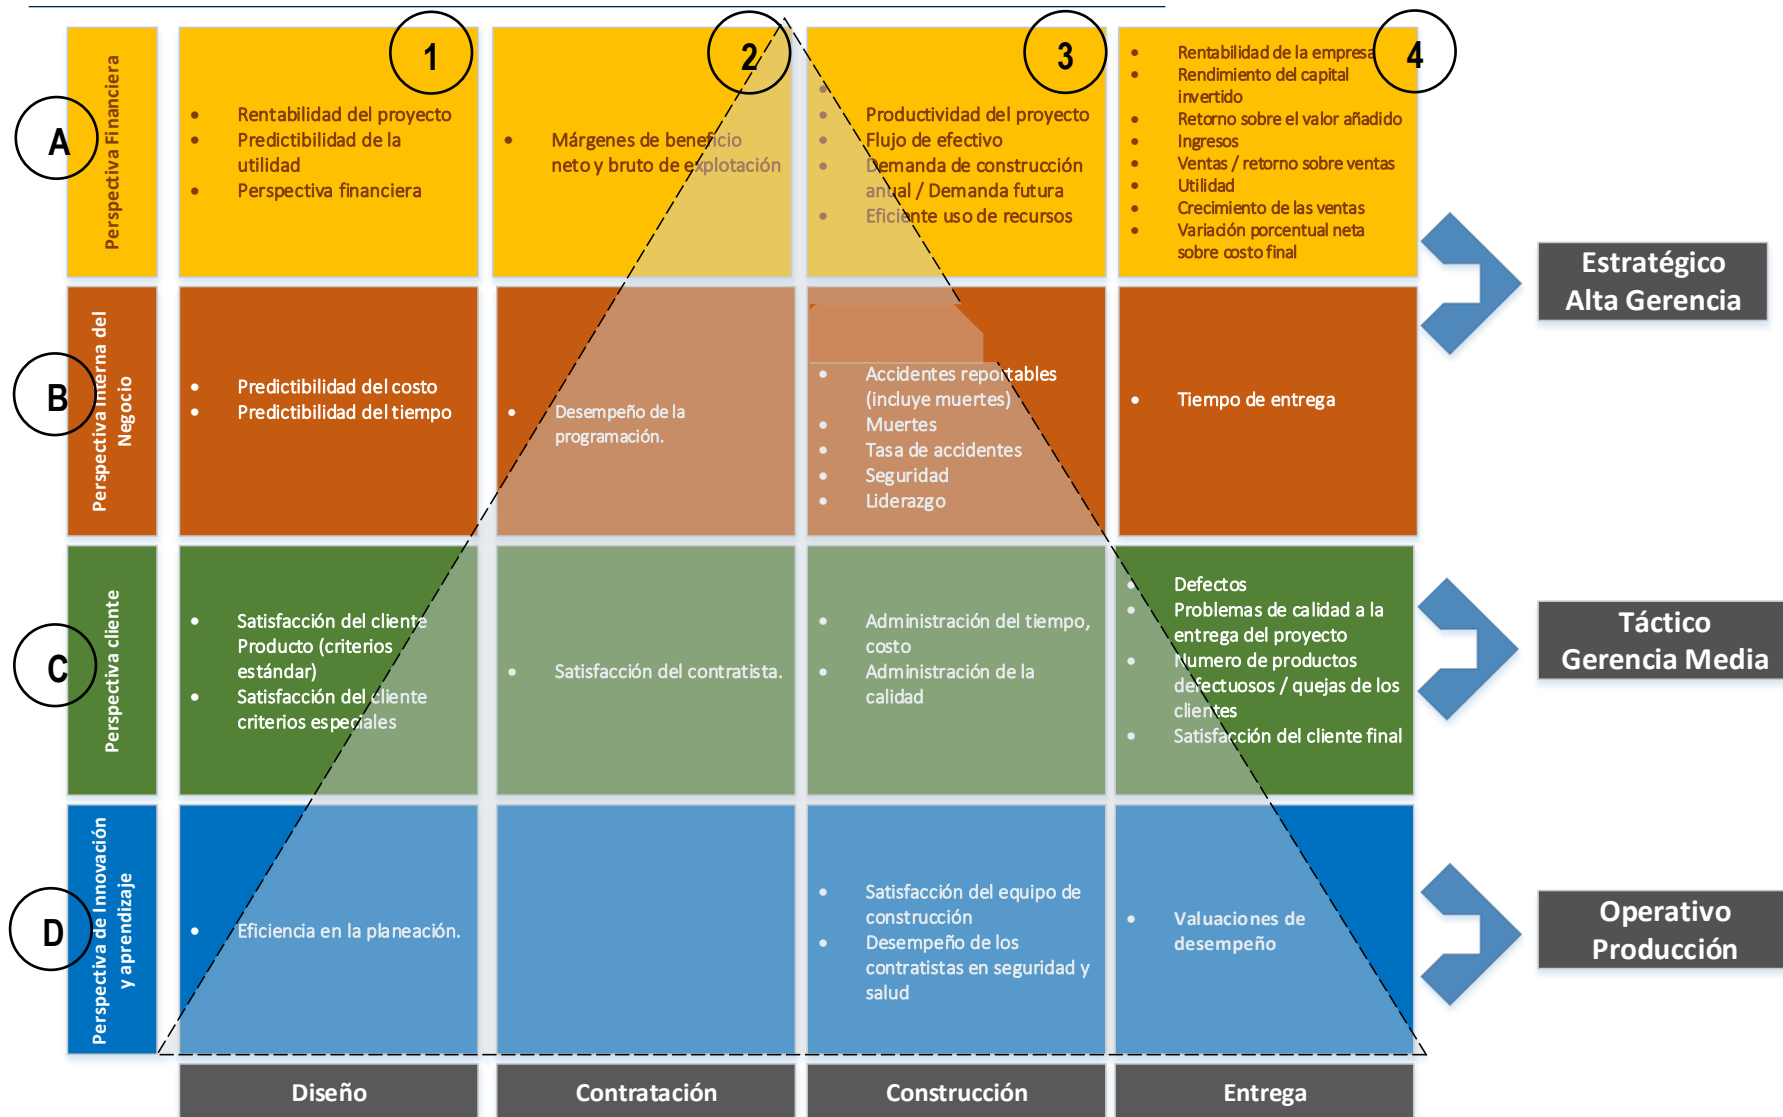 1
2
3
4
A
Perspectiva Financiera
Rentabilidad del proyecto
Predictibilidad de la
utilidad
Perspectiva financiera
Márgenes de beneficio
neto y bruto de explotación
Productividad del proyecto
Flujo de efectivo
Demanda de construcción
anual / Demanda futura
Eficiente uso de recursos
Rentabilidad de la empresa
Rendimiento del capital
invertido
Retorno sobre el valor añadido
Ingresos
Ventas / retorno sobre ventas
Utilidad
Crecimiento de las ventas
Variación porcentual neta
sobre costo final
Estratégico
Alta Gerencia
B
Perspectiva Interna del
Negocio
Predictibilidad del costo
Predictibilidad del tiempo
Desempeño de la
programación.
Accidentes reportables
(incluye muertes)
Muertes
Tasa de accidentes
Seguridad
Liderazgo
Tiempo de entrega
C
Perspectiva cliente
Satisfacción del cliente
Producto (criterios
estándar)
Satisfacción del cliente
criterios especiales
Satisfacción del contratista.
Administración del tiempo,
costo
Administración de la
calidad
Defectos
Problemas de calidad a la
entrega del proyecto
Numero de productos
defectuosos / quejas de los
clientes
Satisfacción del cliente final
Táctico
Gerencia Media
D
Perspectiva de Innovación
y aprendizaje
Eficiencia en la planeación.
Satisfacción del equipo de
construcción
Desempeño de los
contratistas en seguridad y
salud
Valuaciones de
desempeño
Operativo
Producción
Diseño
Contratación
Construcción
Entrega